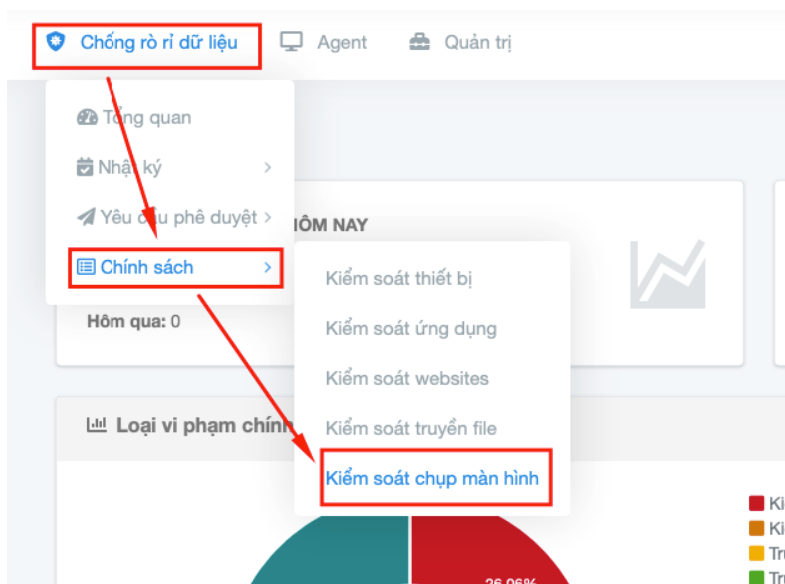 Chống rò rỉ dữ liệu Agent Quản trị
Tổng quan
Nhật ký
Yêu cầu phê duyệt
HÔM NAY
Chính sách
Kiểm soát thiết bị
Hôm qua: 0
Kiểm soát ứng dụng
Kiểm soát websites
Loại vi phạm chính
Kiểm soát truyền file
Kiểm soát chụp màn hình
26.06%